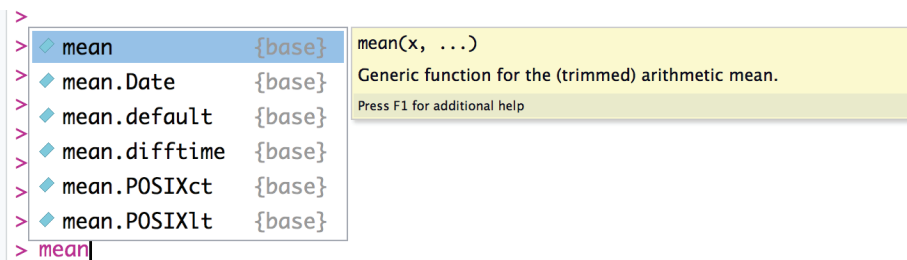 >
> mean {base} mean(x, ...)
> mean.Date {base} Generic function for the (trimmed) arithmetic mean.
> mean.default {base} Press F1 for additional help
> mean.difftime {base}
> mean.POSIXct {base}
> mean.POSIXlt {base}
> mean